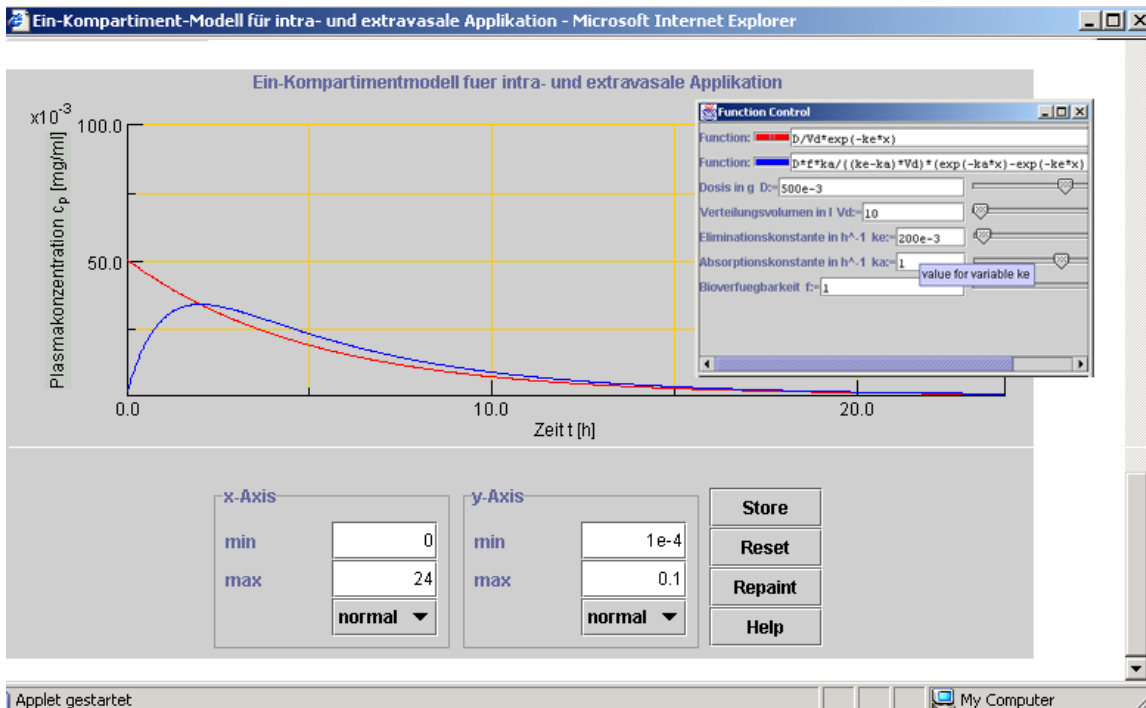 Ein-Kompartiment-Modell für intra- und extravasale Applikation - Microsoft Internet Explorer
Ein-Kompartimentmodell fuer intra- und extravasale Applikation
x10-3
100.0
50.0
Plasmakonzentration cp [mg/ml]
0.0 10.0 20.0
Zeit t [h]
Function Control
Function: D/Vd*exp(-ke*x)
Function: D*f*ka/((ke-ka)*Vd)*(exp(-ka*x)-exp(-ke*x)
Dosis in g D:= 500e-3
Verteilungsvolumen in l Vd:= 10
Eliminationskonstante in h^-1 ke:= 200e-3
Absorptionskonstante in h^-1 ka:= 1
value for variable ke
Bioverfuegbarkeit f:= 1
x-Axis
min 0
max 24
normal
y-Axis
min 1e-4
max 0.1
normal
Store
Reset
Repaint
Help
Applet gestartet
My Computer